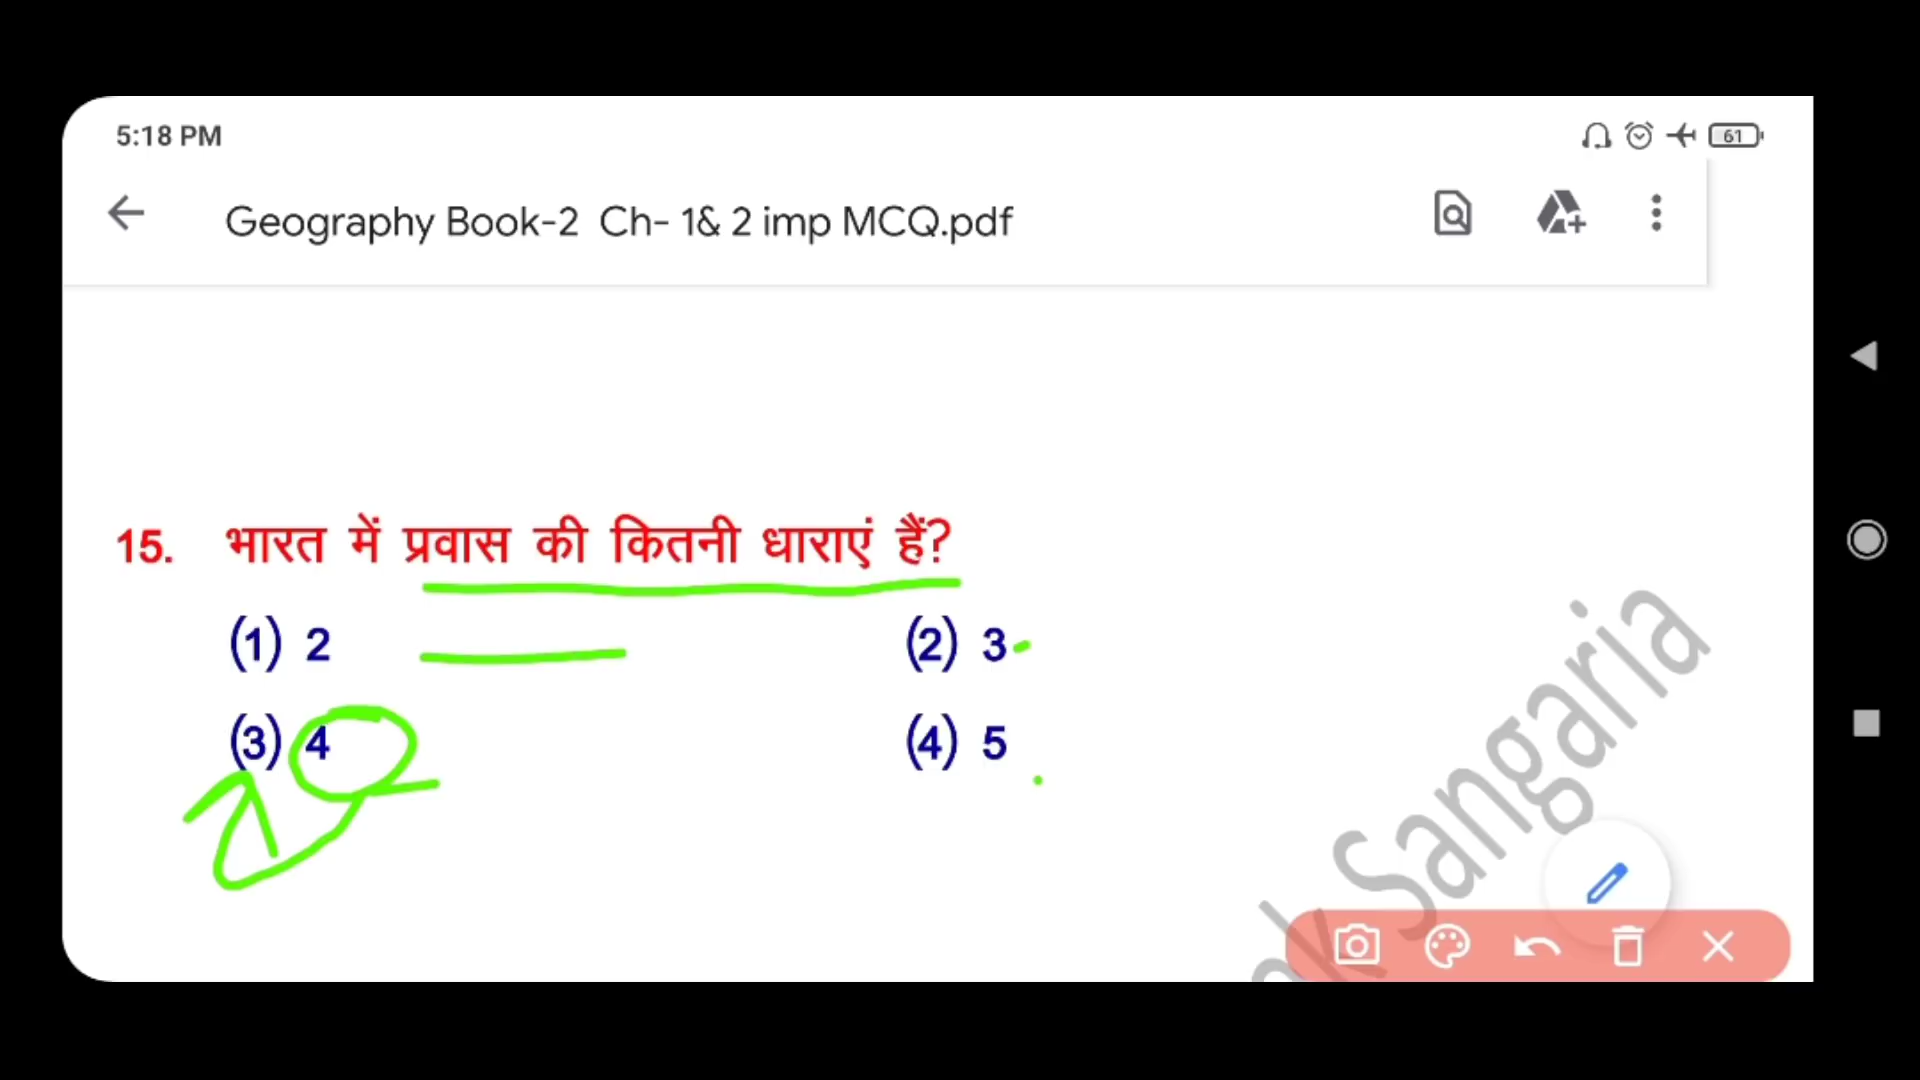 5:18 PM
61
Geography Book-2 Ch- 1& 2 imp MCQ.pdf
15. भारत में प्रवास की कितनी धाराएं हैं?
(1) 2 (2) 3
(3) 4 (4) 5
Sangaria